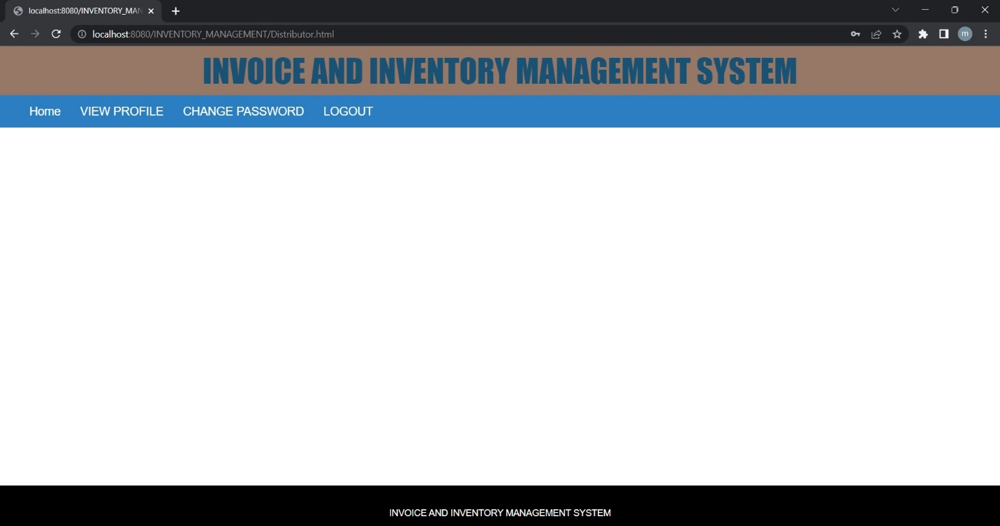 localhost:8080/INVENTORY_MAN
localhost:8080/INVENTORY_MANAGEMENT/Distributor.html
m
INVOICE AND INVENTORY MANAGEMENT SYSTEM
Home VIEW PROFILE CHANGE PASSWORD LOGOUT
INVOICE AND INVENTORY MANAGEMENT SYSTEM